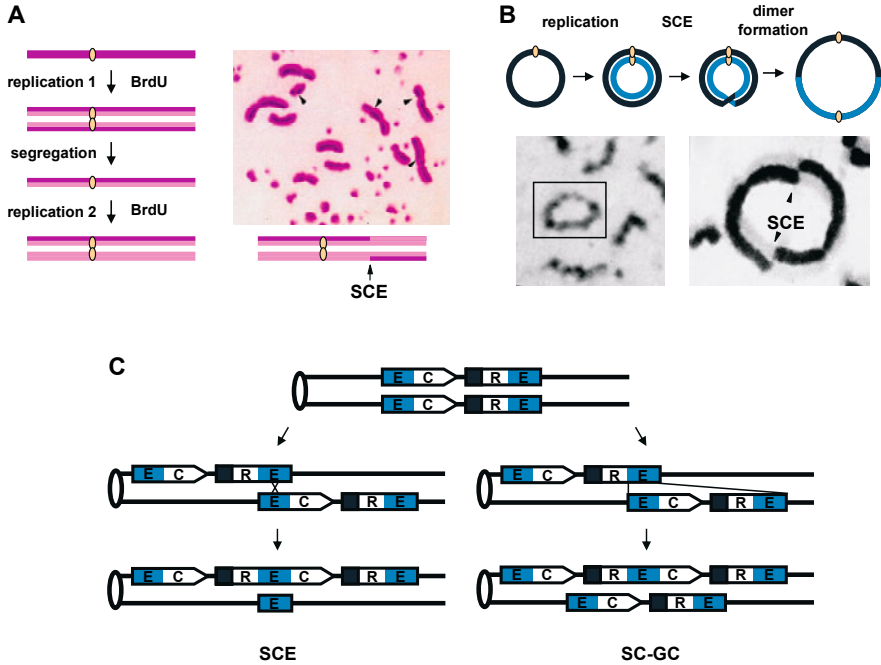 A
replication 1
BrdU
segregation
replication 2
BrdU
SCE
B
replication
SCE
dimer
formation
SCE
C
E C R E
E C R E
E C R E
E C R E
E C R E C R E
E
SCE
E C R E
E C R E
E C R E C R E
E C R E
SC-GC